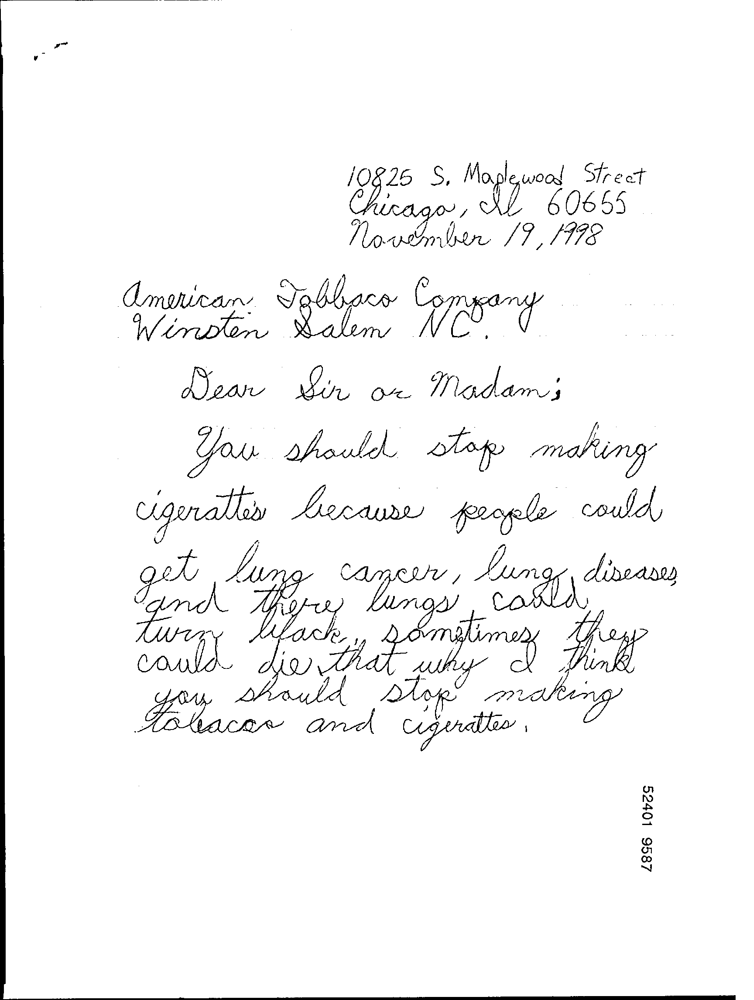 10825 S. Maplewood Street
Chicago, Il 60655
November 19, 1998
American Tobbaco Company
Winsten Salem NC.
Dear Sir or Madam;
You should stop making
cigerattes because people could
get lung cancer, lung diseases,
and there lungs could
turn black, sometimes they
could die, that why I think
you should stop making
tobacco and cigerattes.
52401 9587